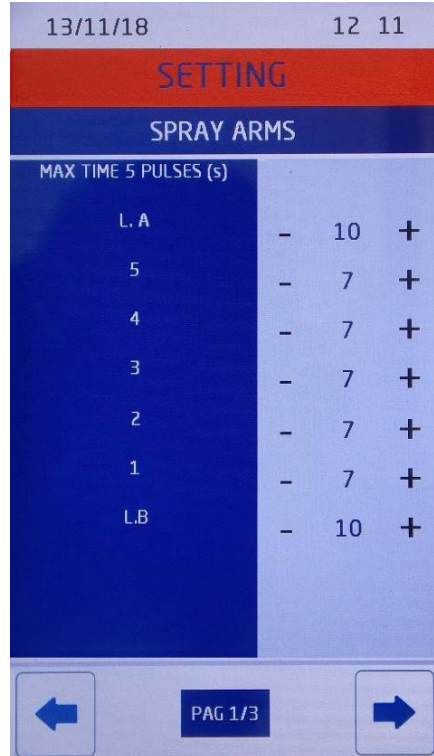 13/11/18 12 11
SETTING
SPRAY ARMS
MAX TIME 5 PULSES (s)
L. A - 10 +
5 - 7 +
4 - 7 +
3 - 7 +
2 - 7 +
1 - 7 +
L.B - 10 +
PAG 1/3